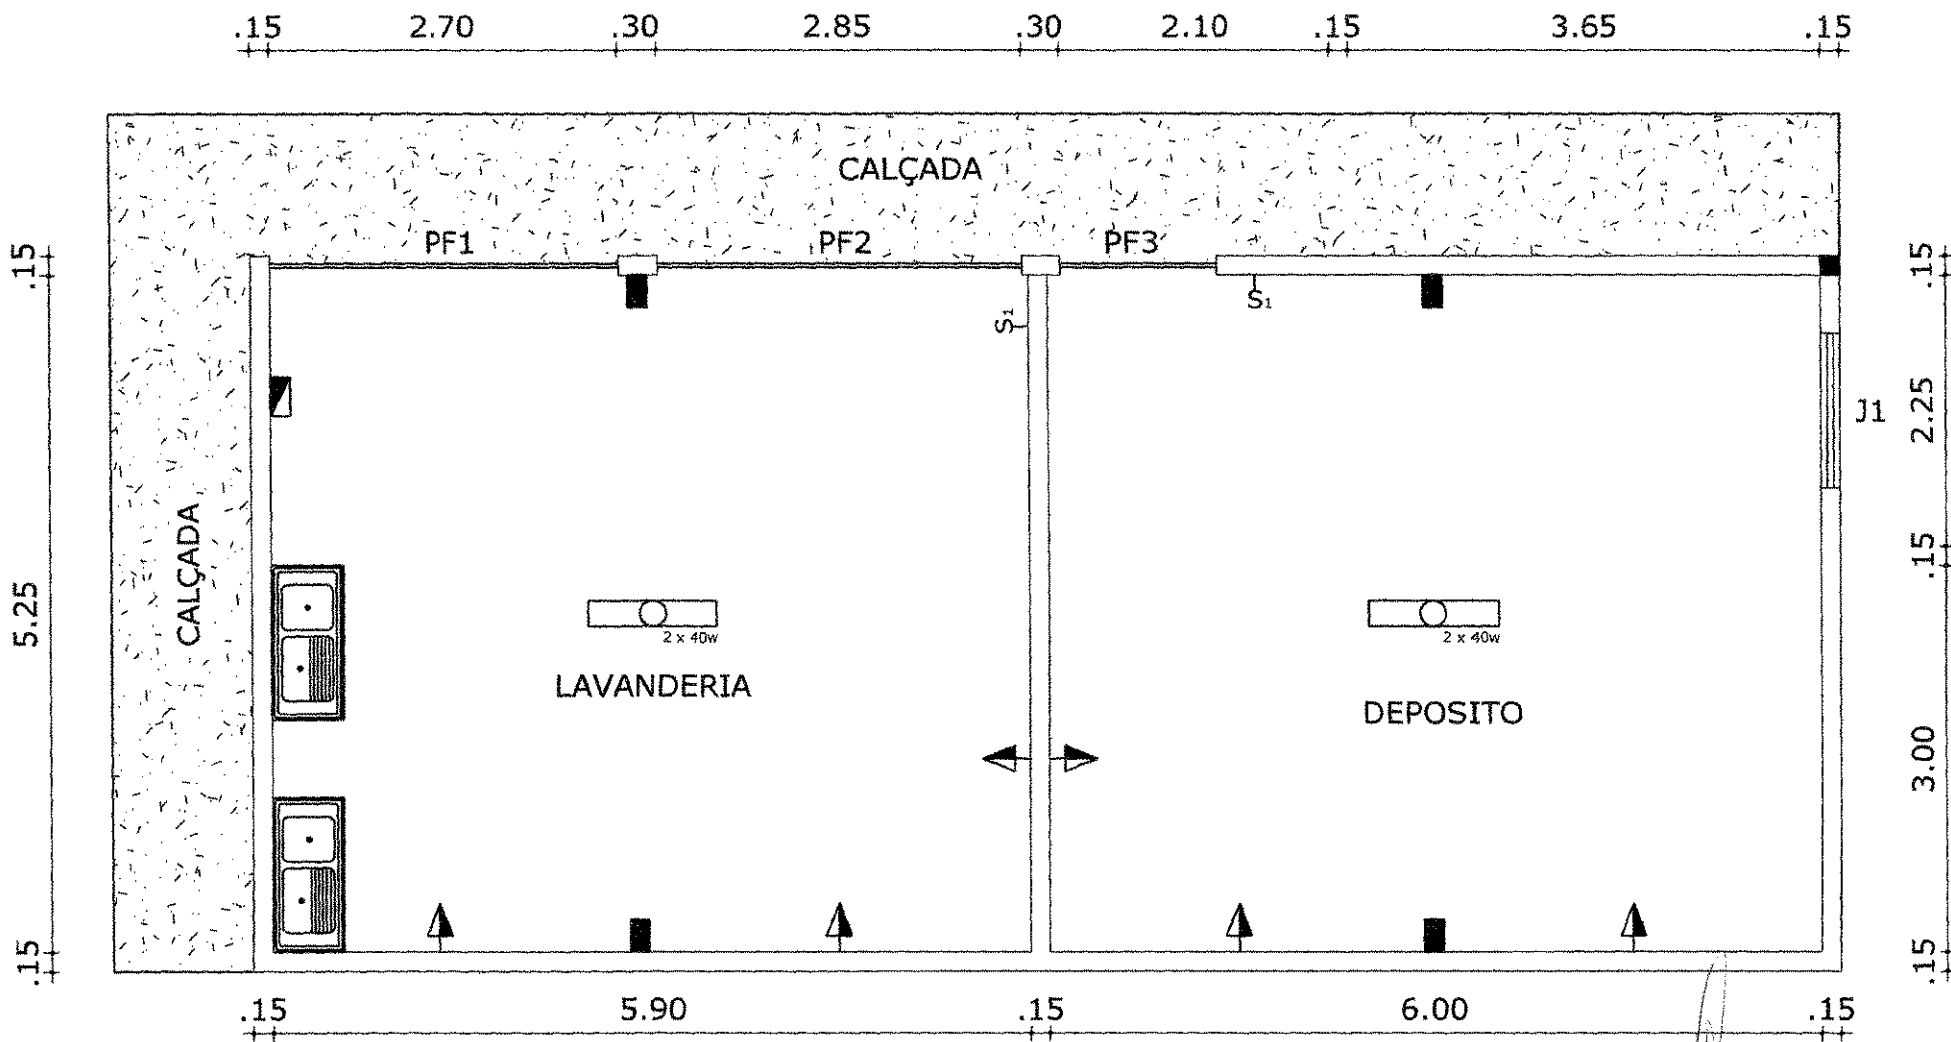 .15 2.70 .30 2.85 .30 2.10 .15 3.65 .15
CALÇADA
PF1 PF2 PF3
.15
.15
S1
S1
2.25
J1
CALÇADA
5.25
.15
2 x 40w
2 x 40w
LAVANDERIA
DEPOSITO
3.00
.15
.15
.15 5.90 .15 6.00 .15